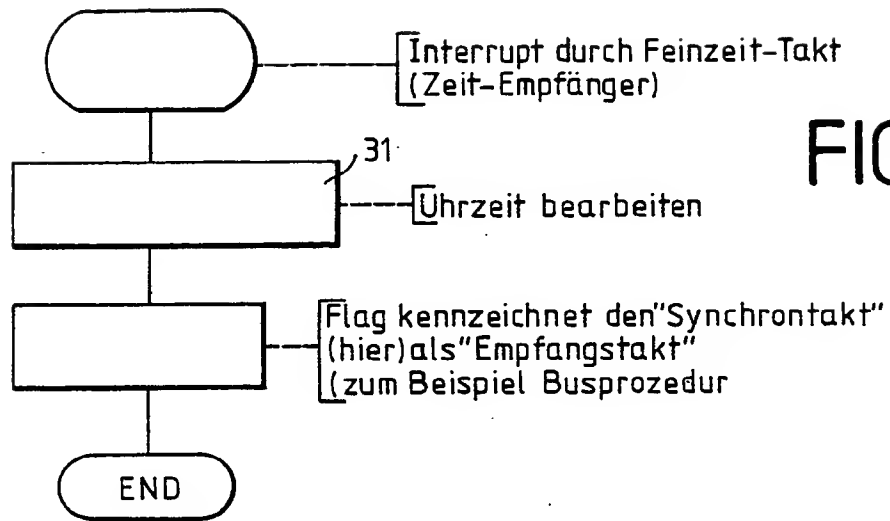 Interrupt durch Feinzeit-Takt
(Zeit-Empfänger)
FIG
31
Uhrzeit bearbeiten
Flag kennzeichnet den"Synchrontakt"
(hier)als"Empfangstakt"
(zum Beispiel Busprozedur
END